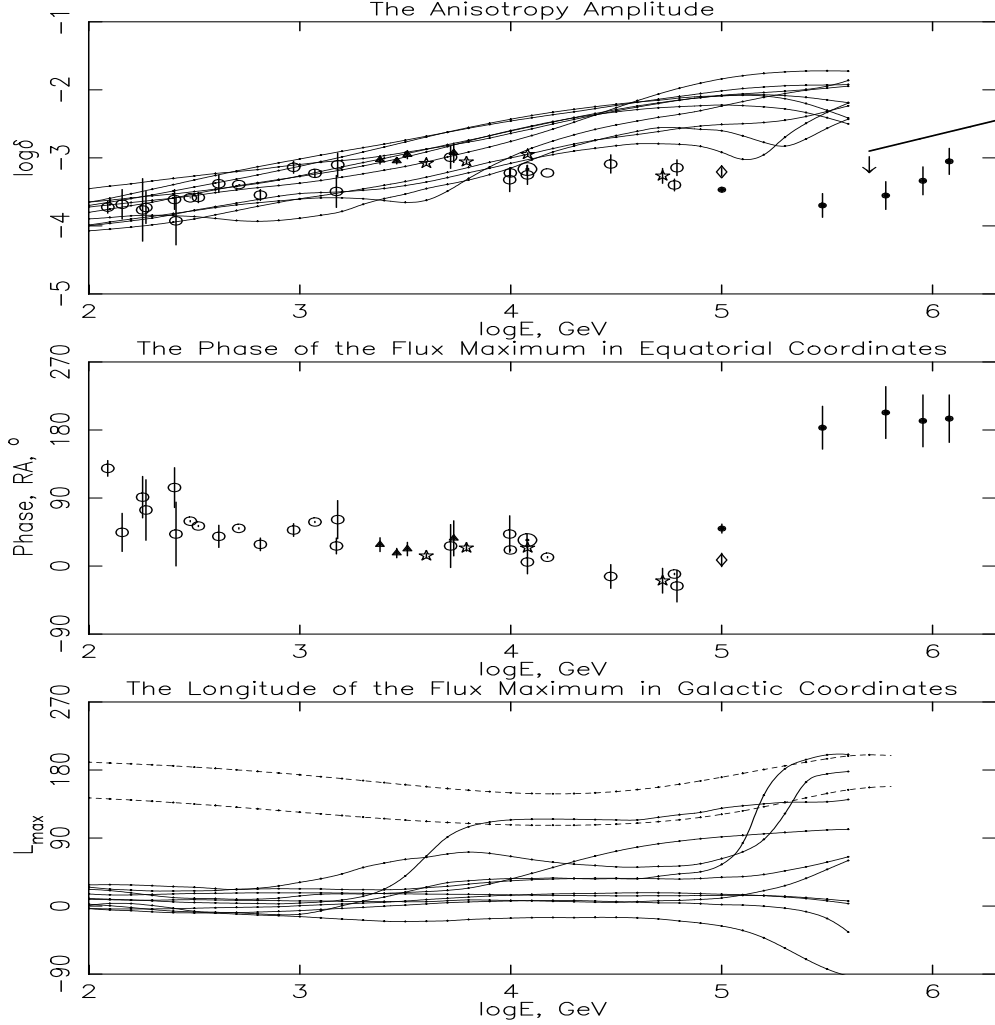 The Anisotropy Amplitude
logδ
-1
-2
-3
-4
-5
2 3 4 5 6
logE, GeV
The Phase of the Flux Maximum in Equatorial Coordinates
Phase, RA, °
270
180
90
0
-90
2 3 4 5 6
logE, GeV
The Longitude of the Flux Maximum in Galactic Coordinates
Lmax
270
180
90
0
-90
2 3 4 5 6
logE, GeV